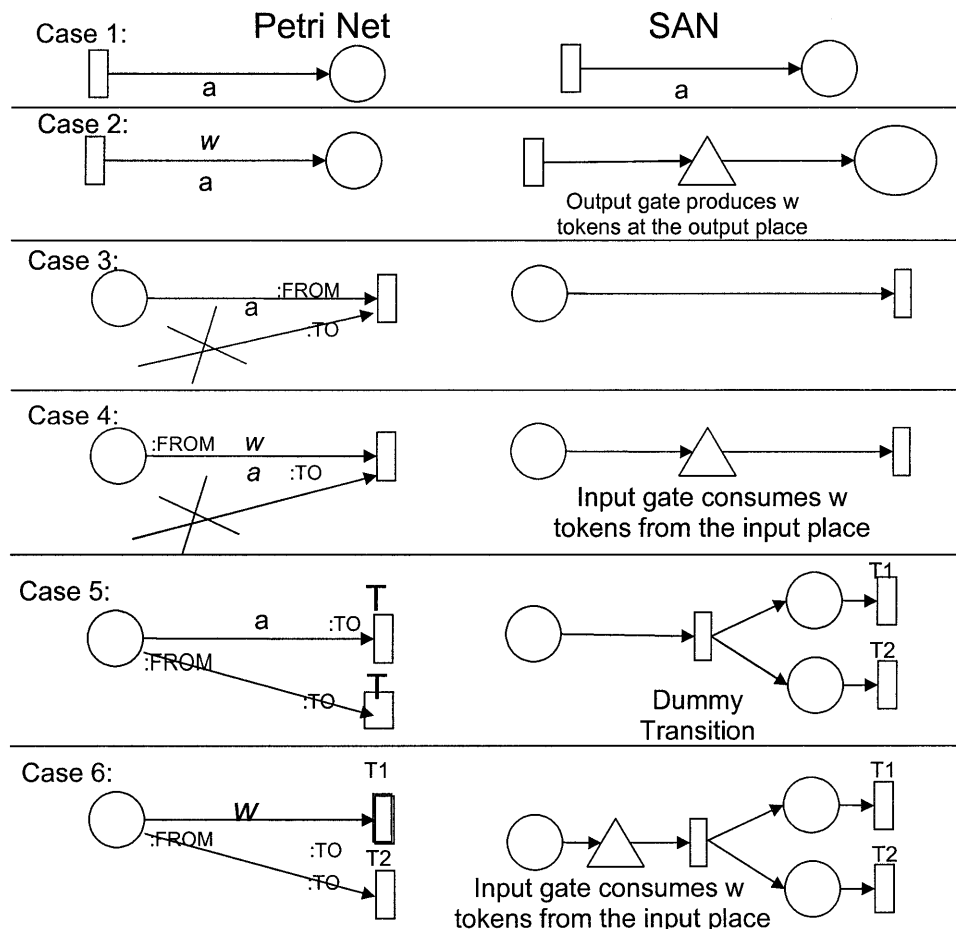 Petri Net SAN
Case 1:
a a
Case 2:
w
a
Output gate produces w
tokens at the output place
Case 3:
:FROM
a
:TO
Case 4:
:FROM w
a :TO
Input gate consumes w
tokens from the input place
Case 5:
T T1
a :TO
:FROM T T2
:TO
Dummy
Transition
Case 6:
T1 T1
w
:FROM :TO
T2 T2
:TO
Input gate consumes w
tokens from the input place